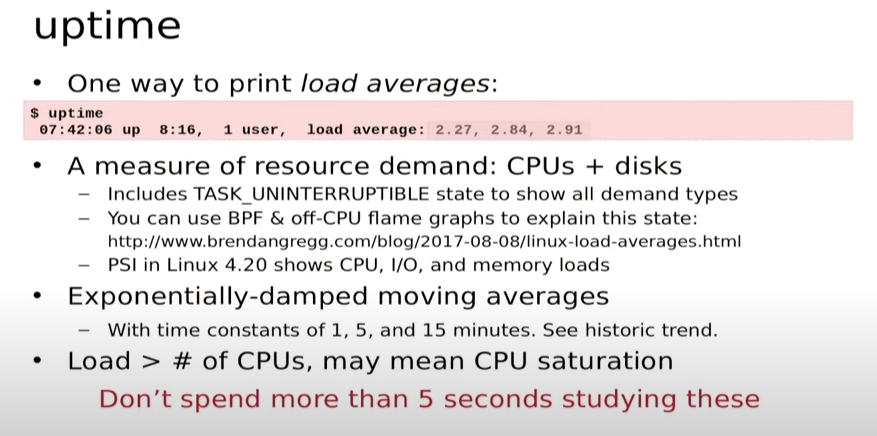 uptime
• One way to print load averages:
$ uptime
07:42:06 up 8:16, 1 user, load average: 2.27, 2.84, 2.91
• A measure of resource demand: CPUs + disks
– Includes TASK_UNINTERRUPTIBLE state to show all demand types
– You can use BPF & off-CPU flame graphs to explain this state:
http://www.brendangregg.com/blog/2017-08-08/linux-load-averages.html
– PSI in Linux 4.20 shows CPU, I/O, and memory loads
• Exponentially-damped moving averages
– With time constants of 1, 5, and 15 minutes. See historic trend.
• Load > # of CPUs, may mean CPU saturation
Don’t spend more than 5 seconds studying these